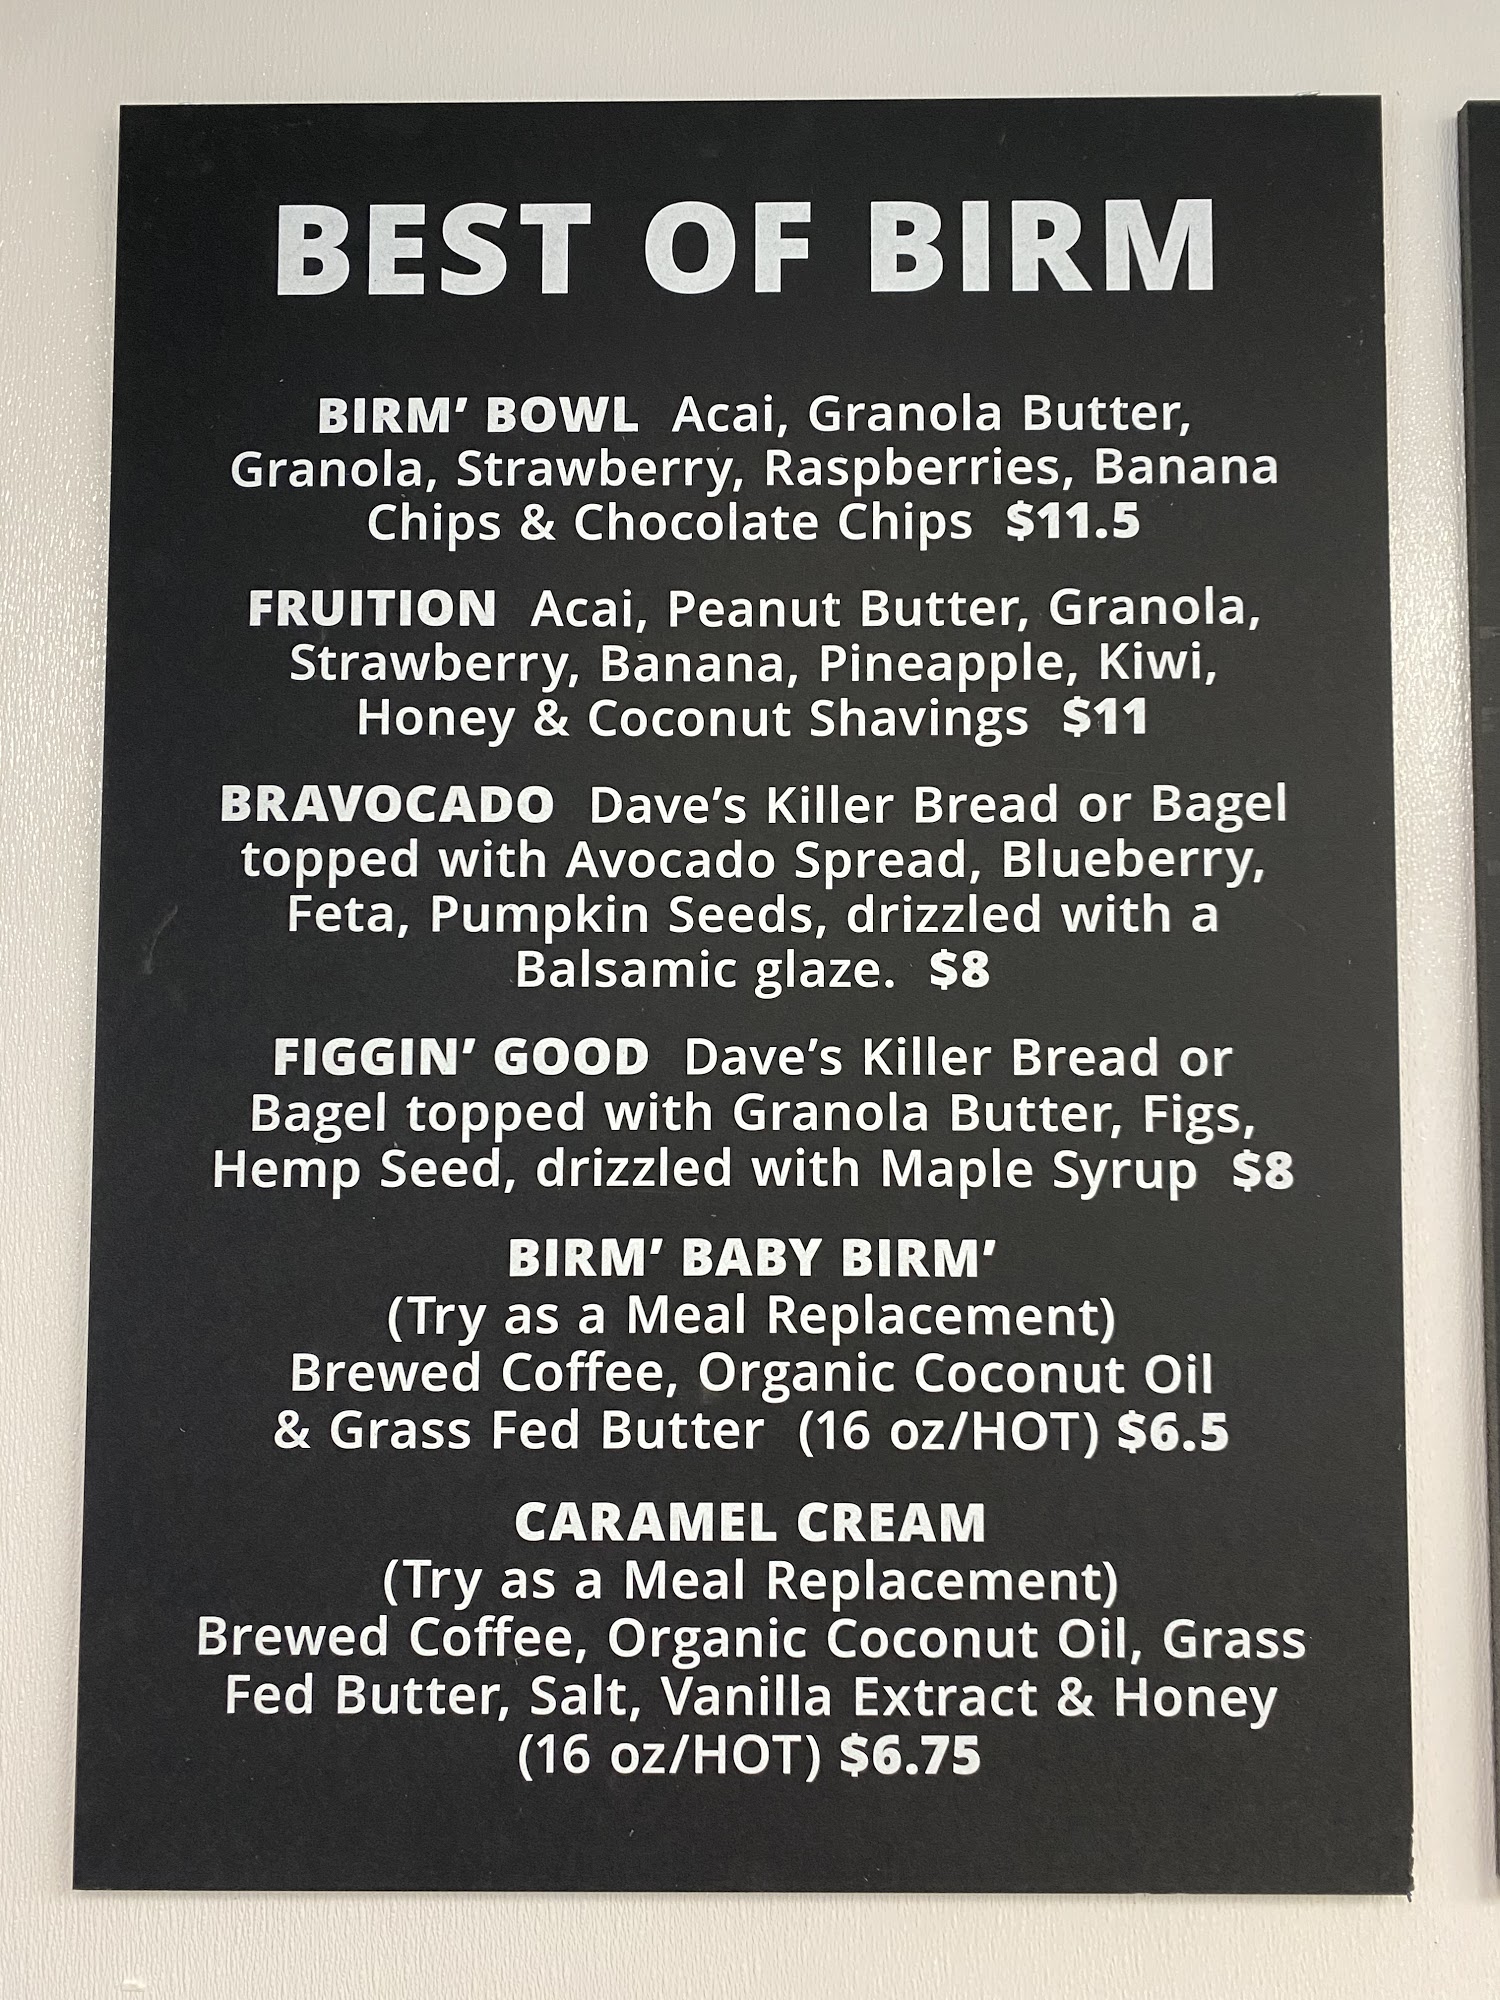 BEST OF BIRM
BIRM' BOWL Acai, Granola Butter,
Granola, Strawberry, Raspberries, Banana
Chips & Chocolate Chips $11.5
FRUITION Acai, Peanut Butter, Granola,
Strawberry, Banana, Pineapple, Kiwi,
Honey & Coconut Shavings $11
BRAVOCADO Dave's Killer Bread or Bagel
topped with Avocado Spread, Blueberry,
Feta, Pumpkin Seeds, drizzled with a
Balsamic glaze. $8
FIGGIN' GOOD Dave's Killer Bread or
Bagel topped with Granola Butter, Figs,
Hemp Seed, drizzled with Maple Syrup $8
BIRM' BABY BIRM'
(Try as a Meal Replacement)
Brewed Coffee, Organic Coconut Oil
& Grass Fed Butter (16 oz/HOT) $6.5
CARAMEL CREAM
(Try as a Meal Replacement)
Brewed Coffee, Organic Coconut Oil, Grass
Fed Butter, Salt, Vanilla Extract & Honey
(16 oz/HOT) $6.75